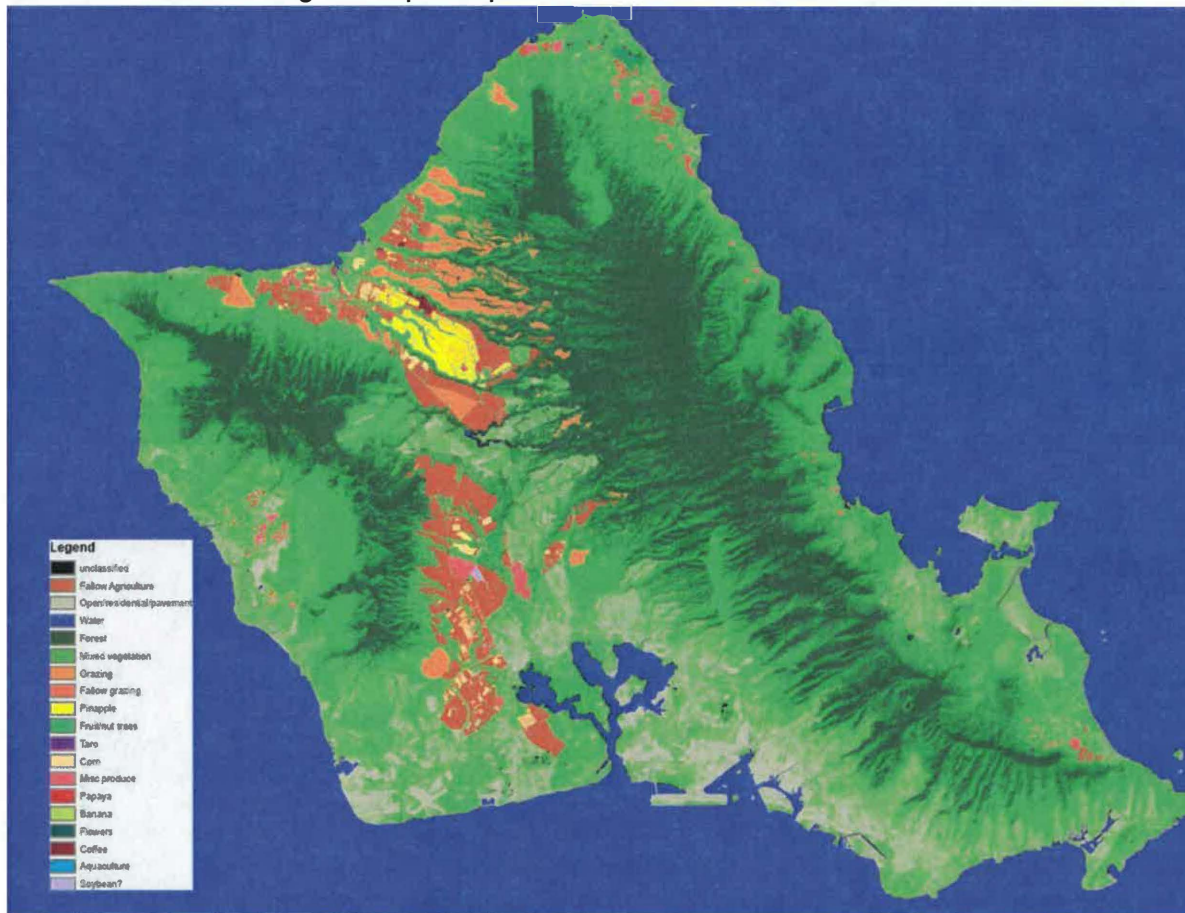 Legend
unclassified
Fallow Agriculture
Open/residential/pavement
Water
Forest
Mixed vegetation
Grazing
Fallow grazing
Pinapple
Fruit/nut trees
Taro
Corn
Misc produce
Papaya
Banana
Flowers
Coffee
Aquaculture
Soybean?